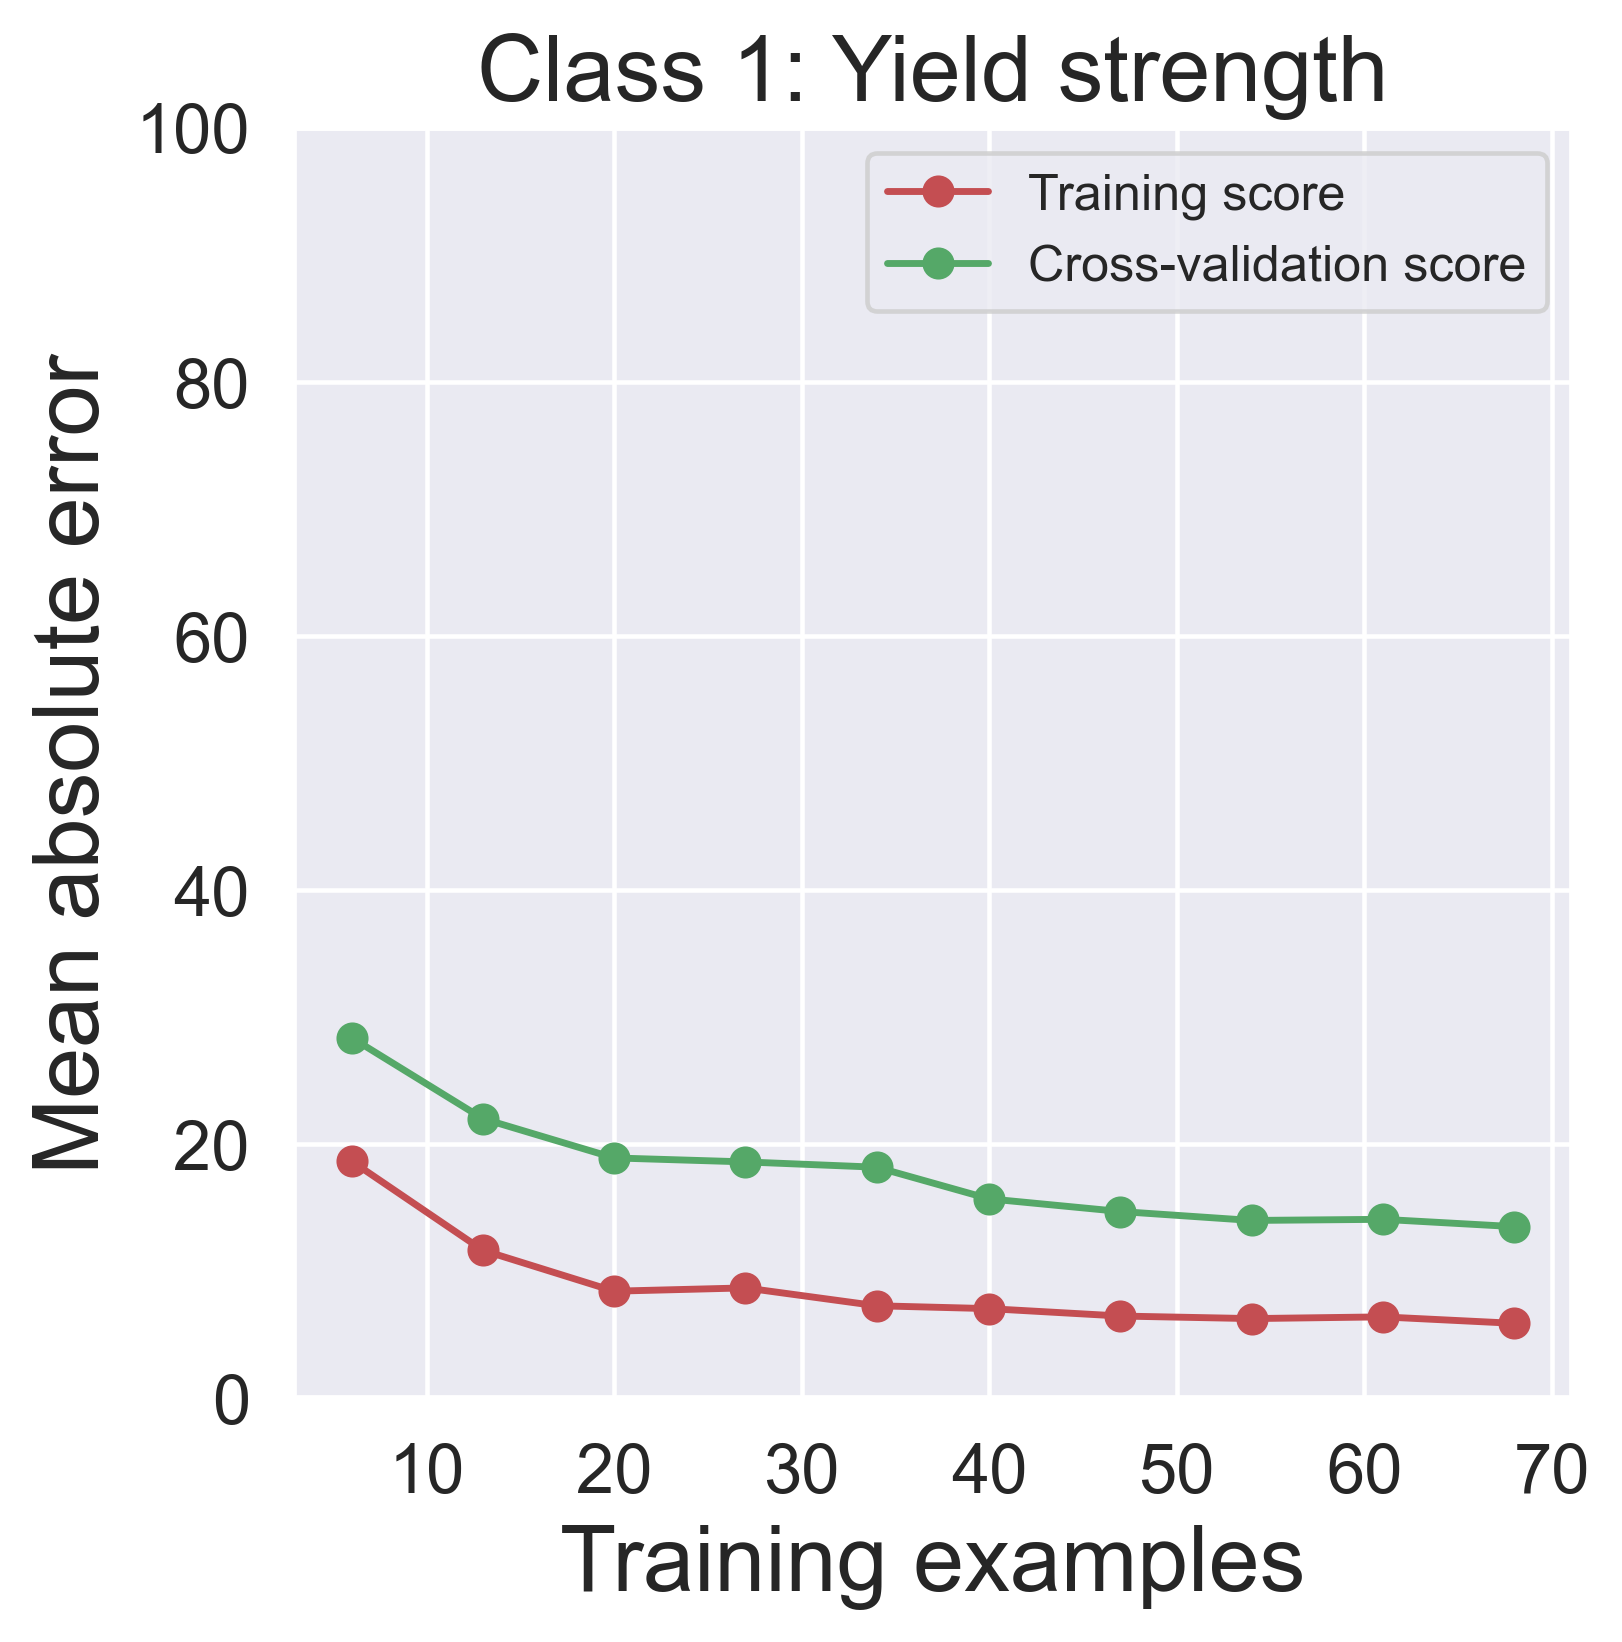 Class 1: Yield strength
100
80
60
40
20
0
Mean absolute error
Training score
Cross-validation score
10 20 30 40 50 60 70
Training examples